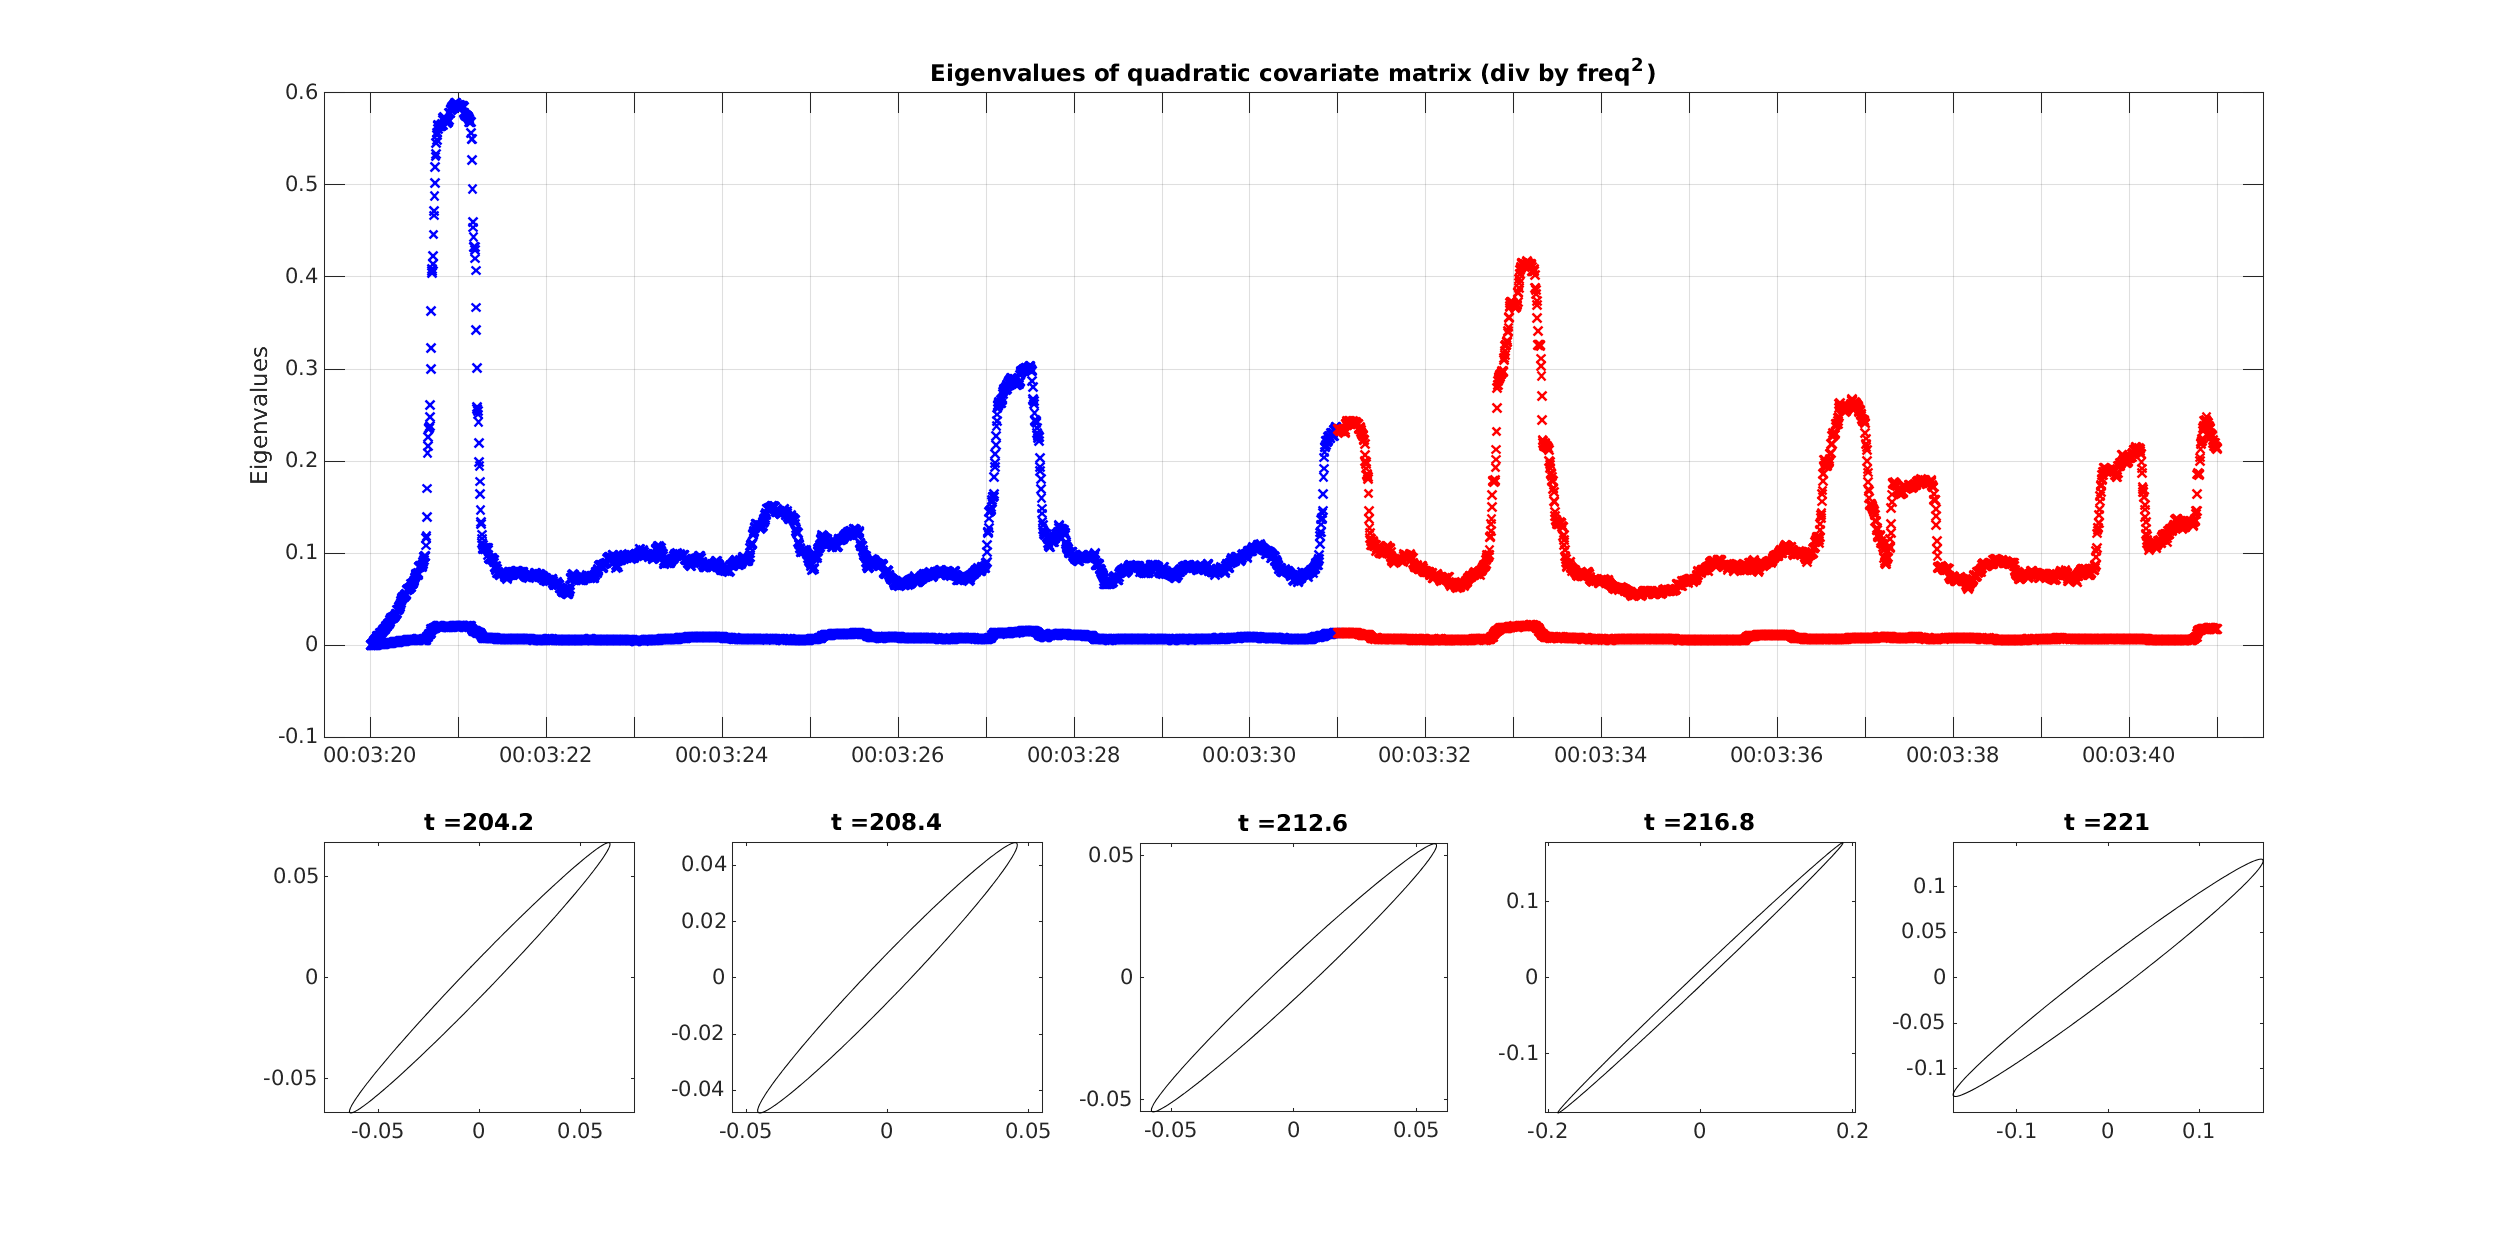 Eigenvalues of quadratic covariate matrix (div by freq²)
Eigenvalues
0.6
0.5
0.4
0.3
0.2
0.1
0
-0.1
00:03:20 00:03:22 00:03:24 00:03:26 00:03:28 00:03:30 00:03:32 00:03:34 00:03:36 00:03:38 00:03:40
t =204.2
0.05
0
-0.05
-0.05 0 0.05
t =208.4
0.04
0.02
0
-0.02
-0.04
-0.05 0 0.05
t =212.6
0.05
0
-0.05
-0.05 0 0.05
t =216.8
0.1
0
-0.1
-0.2 0 0.2
t =221
0.1
0.05
0
-0.05
-0.1
-0.1 0 0.1